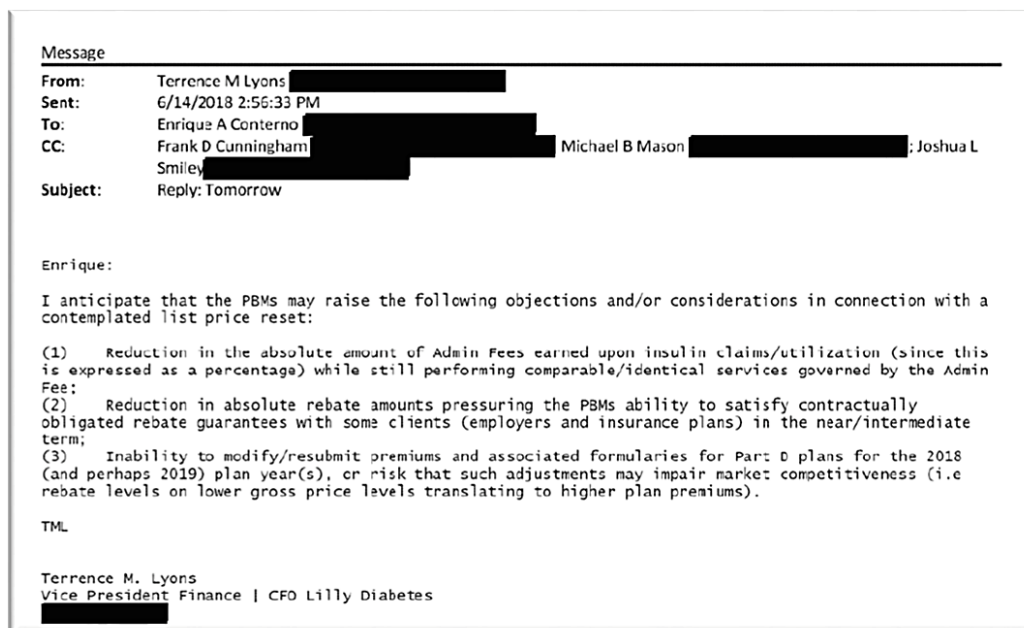 Message
From: Terrence M Lyons
Sent: 6/14/2018 2:56:33 PM
To: Enrique A Conterno
CC: Frank D Cunningham Michael B Mason ; Joshua L
Smiley
Subject: Reply: Tomorrow
Enrique:
I anticipate that the PBMs may raise the following objections and/or considerations in connection with a
contemplated list price reset:
(1) Reduction in the absolute amount of Admin Fees earned upon insulin claims/utilization (since this
is expressed as a percentage) while still performing comparable/identical services governed by the Admin
Fee;
(2) Reduction in absolute rebate amounts pressuring the PBMs ability to satisfy contractually
obligated rebate guarantees with some clients (employers and insurance plans) in the near/intermediate
term;
(3) Inability to modify/resubmit premiums and associated formularies for Part D plans for the 2018
(and perhaps 2019) plan year(s), or risk that such adjustments may impair market competitiveness (i.e
rebate levels on lower gross price levels translating to higher plan premiums).
TML
Terrence M. Lyons
Vice President Finance | CFO Lilly Diabetes